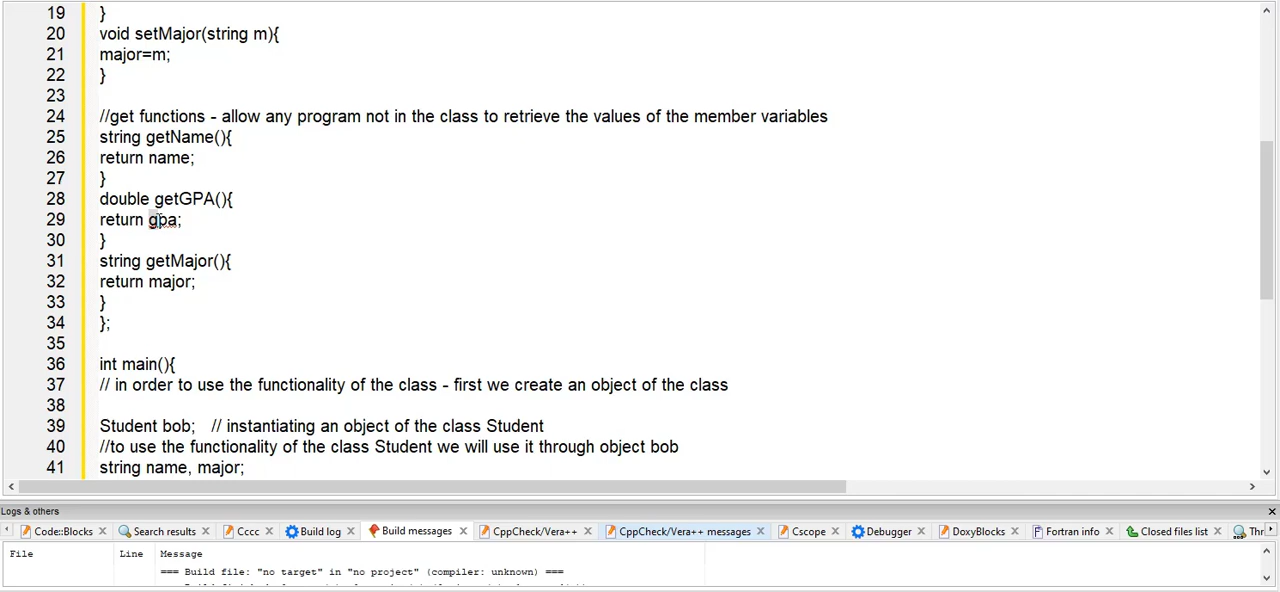 19 }
20 void setMajor(string m){
21 major=m;
22 }
23
24 //get functions - allow any program not in the class to retrieve the values of the member variables
25 string getName(){
26 return name;
27 }
28 double getGPA(){
29 return gpa;
30 }
31 string getMajor(){
32 return major;
33 }
34 };
35
36 int main(){
37 // in order to use the functionality of the class - first we create an object of the class
38
39 Student bob; // instantiating an object of the class Student
40 //to use the functionality of the class Student we will use it through object bob
41 string name, major;
Logs & others
Code::Blocks Search results Cccc Build log Build messages CppCheck/Vera++ CppCheck/Vera++ messages Cscope Debugger DoxyBlocks Fortran info Closed files list Thr
File Line Message
=== Build file: "no target" in "no project" (compiler: unknown) ===